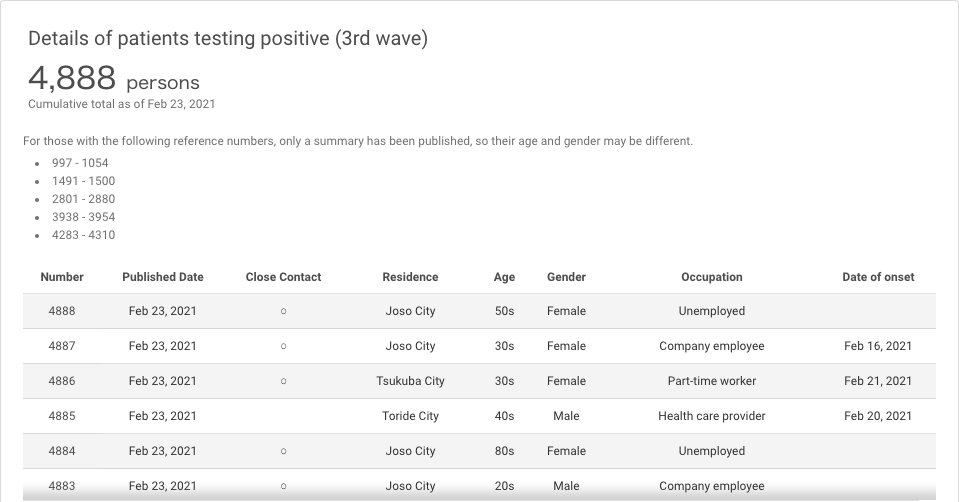 Details of patients testing positive (3rd wave)
4,888 persons
Cumulative total as of Feb 23, 2021
For those with the following reference numbers, only a summary has been published, so their age and gender may be different.
• 997 - 1054
• 1491 - 1500
• 2801 - 2880
• 3938 - 3954
• 4283 - 4310
Number Published Date Close Contact Residence Age Gender Occupation Date of onset
4888 Feb 23, 2021 ○ Joso City 50s Female Unemployed
4887 Feb 23, 2021 ○ Joso City 30s Female Company employee Feb 16, 2021
4886 Feb 23, 2021 ○ Tsukuba City 30s Female Part-time worker Feb 21, 2021
4885 Feb 23, 2021 Toride City 40s Male Health care provider Feb 20, 2021
4884 Feb 23, 2021 ○ Joso City 80s Female Unemployed
4883 Feb 23, 2021 ○ Joso City 20s Male Company employee